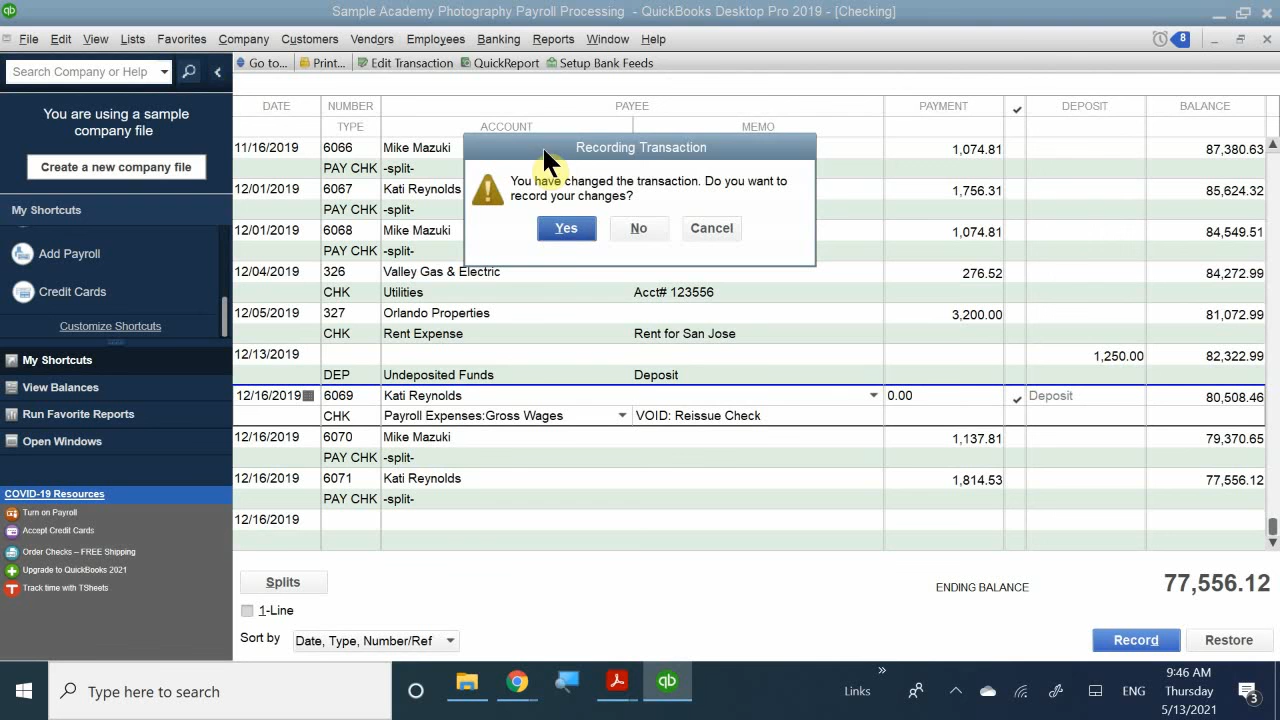 Sample Academy Photography Payroll Processing - QuickBooks Desktop Pro 2019 - [Checking]
File Edit View Lists Favorites Company Customers Vendors Employees Banking Reports Window Help 8
Search Company or Help
Go to... Print... Edit Transaction QuickReport Setup Bank Feeds
You are using a sample
company file
Create a new company file
My Shortcuts
Add Payroll
Credit Cards
Customize Shortcuts
My Shortcuts
View Balances
Run Favorite Reports
Open Windows
COVID-19 Resources
Turn on Payroll
Accept Credit Cards
Order Checks – FREE Shipping
Upgrade to QuickBooks 2021
Track time with TSheets
DATE NUMBER PAYEE PAYMENT ✓ DEPOSIT BALANCE
TYPE ACCOUNT MEMO
11/16/2019 6066 Mike Mazuki 1,074.81 87,380.63
PAY CHK -split-
12/01/2019 6067 Kati Reynolds 1,756.31 85,624.32
PAY CHK -split-
12/01/2019 6068 Mike Mazuki 1,074.81 84,549.51
PAY CHK -split-
12/04/2019 326 Valley Gas & Electric 276.52 84,272.99
CHK Utilities Acct# 123556
12/05/2019 327 Orlando Properties 3,200.00 81,072.99
CHK Rent Expense Rent for San Jose
12/13/2019 1,250.00 82,322.99
DEP Undeposited Funds Deposit
12/16/2019 6069 Kati Reynolds 0.00 ✓ Deposit 80,508.46
CHK Payroll Expenses:Gross Wages VOID: Reissue Check
12/16/2019 6070 Mike Mazuki 1,137.81 79,370.65
PAY CHK -split-
12/16/2019 6071 Kati Reynolds 1,814.53 77,556.12
PAY CHK -split-
12/16/2019
Recording Transaction
You have changed the transaction. Do you want to
record your changes?
Yes No Cancel
Splits
ENDING BALANCE 77,556.12
1-Line
Sort by Date, Type, Number/Ref
Record Restore
Type here to search
Links
ENG
9:46 AM
Thursday
5/13/2021
3